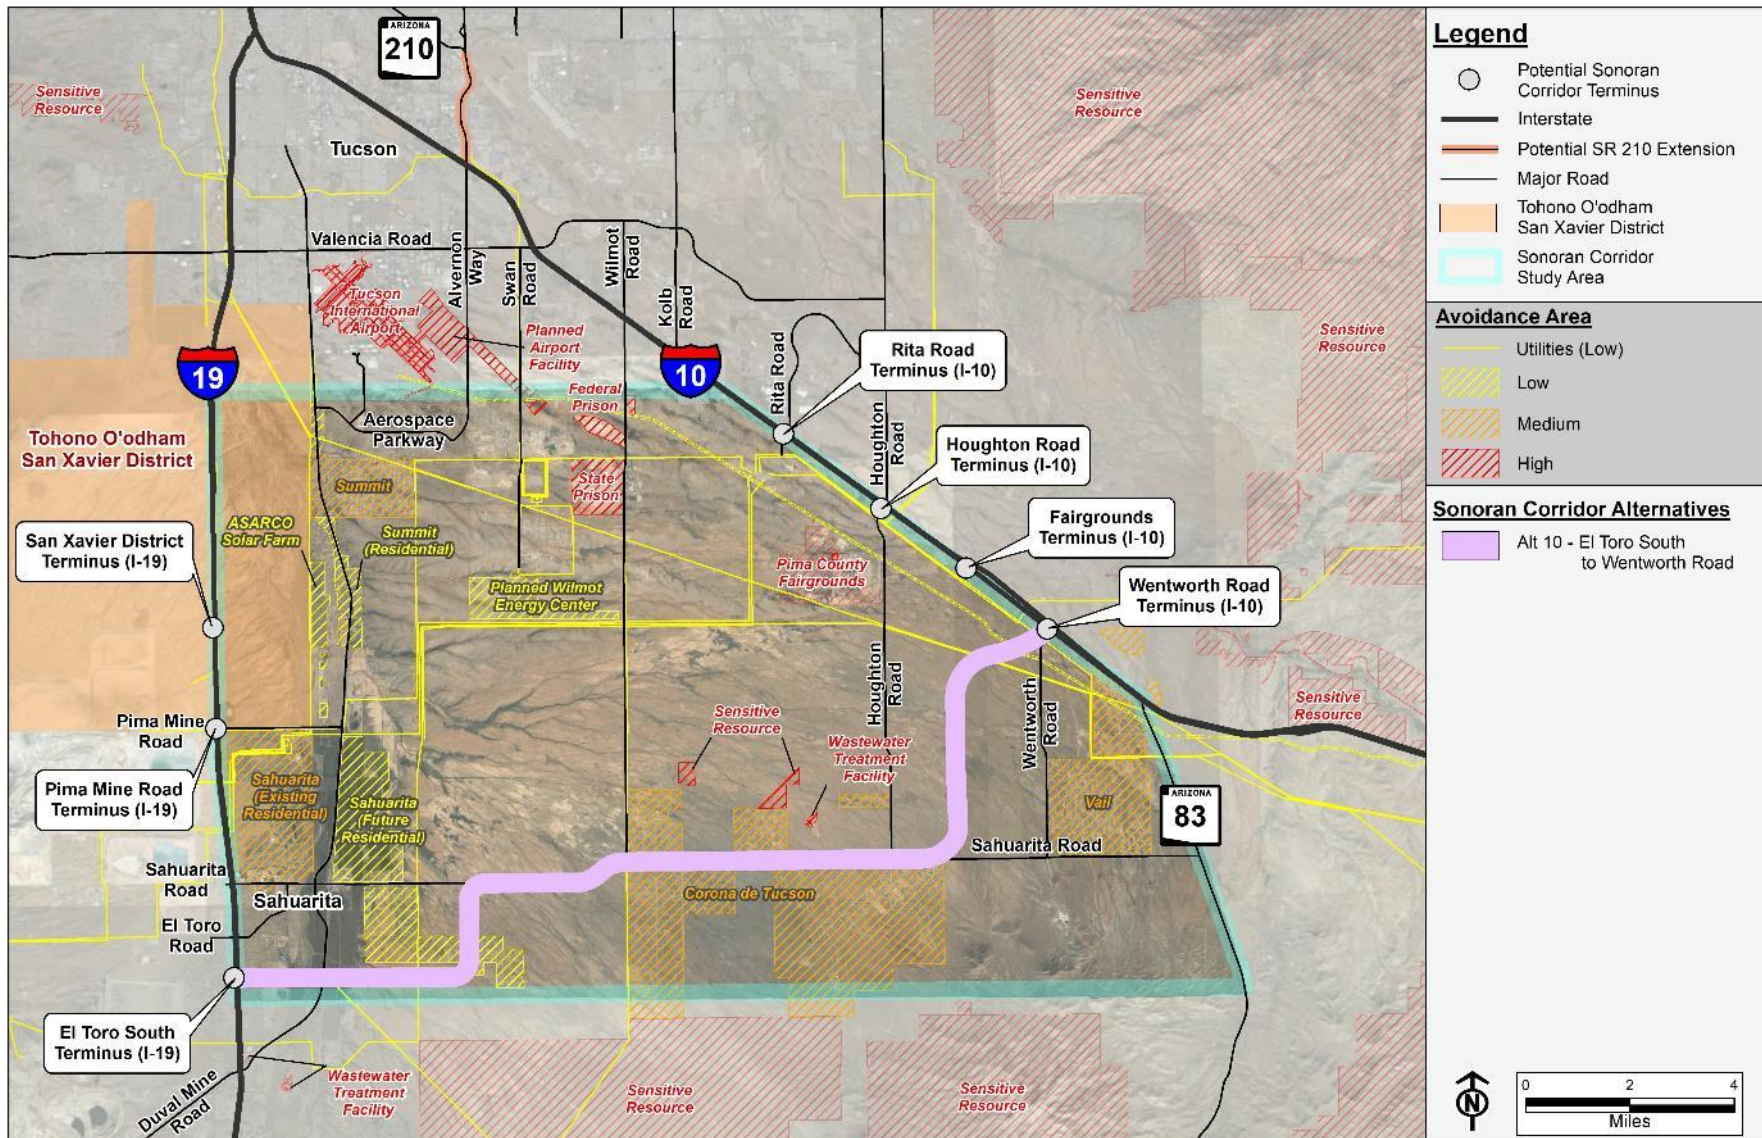 ARIZONA
210
Sensitive
Resource
Sensitive
Resource
Tucson
Valencia Road
Alvernon
Way
Swan
Road
Wilmot
Road
Kolb
Road
Tucson
International
Airport
Planned
Airport
Facility
Sensitive
Resource
19
10
Rita Road
Rita Road
Terminus (I-10)
Federal
Prison
Aerospace
Parkway
Tohono O'odham
San Xavier District
Houghton
Road
Houghton Road
Terminus (I-10)
Summit
State
Prison
ASARCO
Solar Farm
Summit
(Residential)
San Xavier District
Terminus (I-19)
Fairgrounds
Terminus (I-10)
Pima County
Fairgrounds
Planned Wilmot
Energy Center
Wentworth Road
Terminus (I-10)
Houghton
Road
Wentworth
Road
Sensitive
Resource
Pima Mine
Road
Sensitive
Resource
Wastewater
Treatment
Facility
Pima Mine Road
Terminus (I-19)
Sahuarita
(Existing
Residential)
Sahuarita
(Future
Residential)
Vail
ARIZONA
83
Sahuarita Road
Sahuarita
Road
Sahuarita
Corona de Tucson
El Toro
Road
El Toro South
Terminus (I-19)
Duval Mine
Road
Wastewater
Treatment
Facility
Sensitive
Resource
Sensitive
Resource
Legend
Potential Sonoran
Corridor Terminus
Interstate
Potential SR 210 Extension
Major Road
Tohono O'odham
San Xavier District
Sonoran Corridor
Study Area
Avoidance Area
Utilities (Low)
Low
Medium
High
Sonoran Corridor Alternatives
Alt 10 - El Toro South
to Wentworth Road
N
0 2 4
Miles